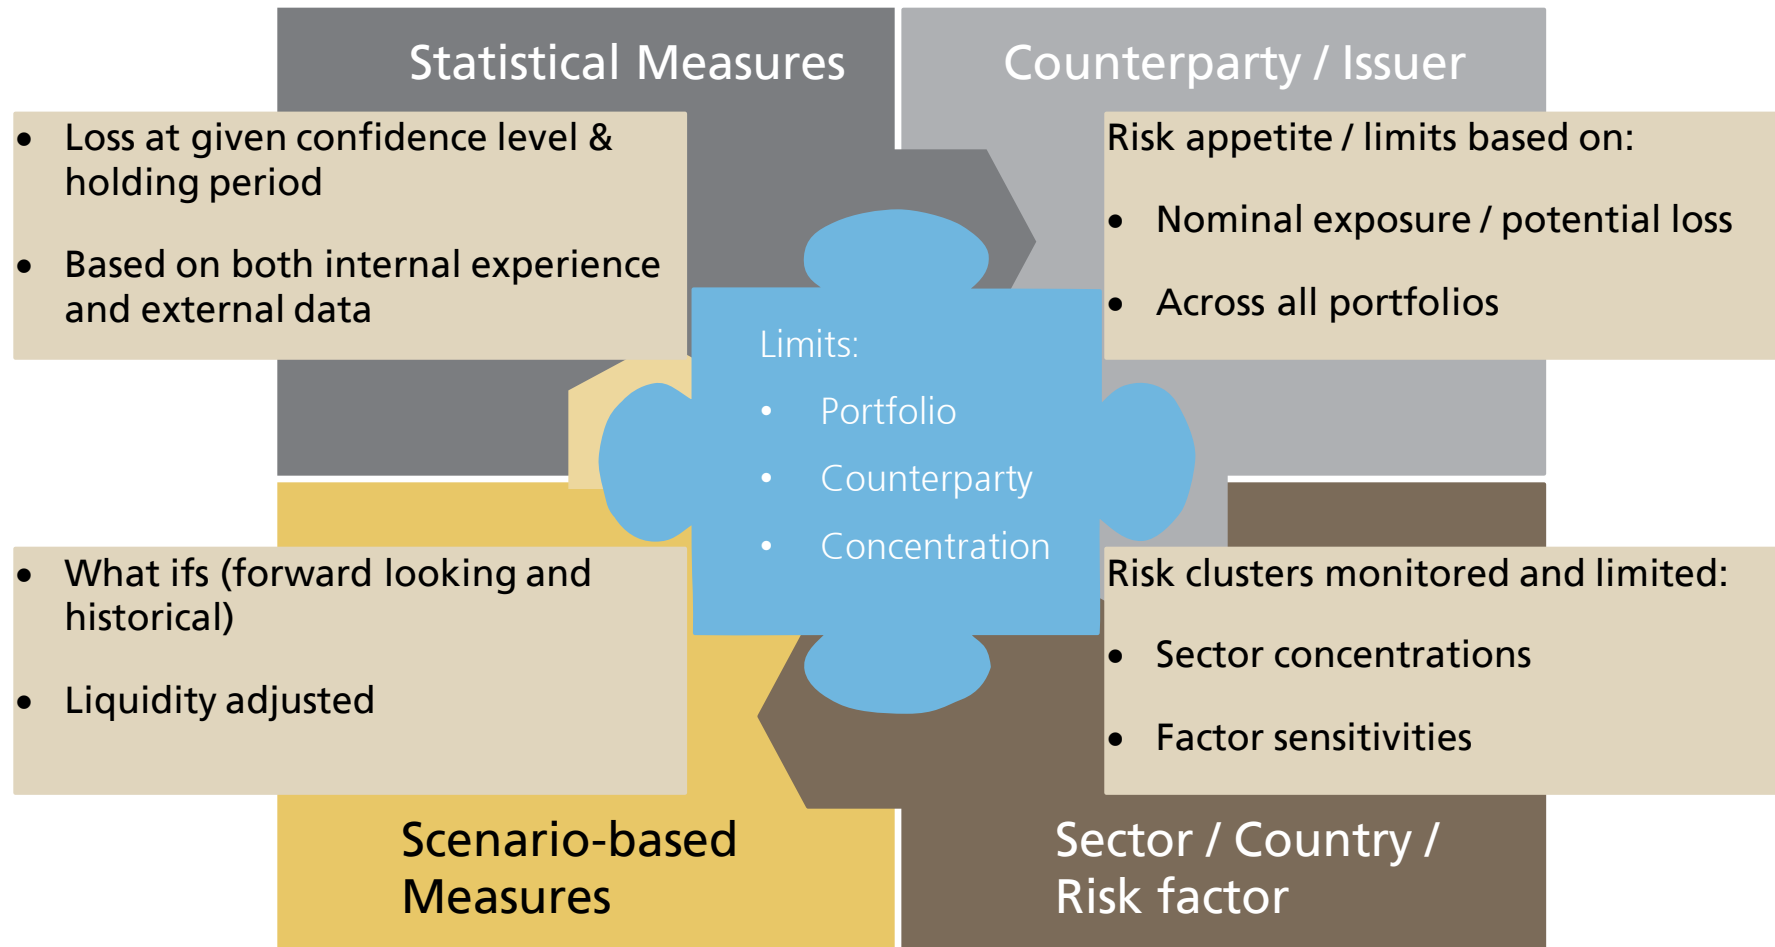 Statistical Measures
• Loss at given confidence level &
holding period
• Based on both internal experience
and external data
Counterparty / Issuer
Risk appetite / limits based on:
• Nominal exposure / potential loss
• Across all portfolios
Limits:
• Portfolio
• Counterparty
• Concentration
• What ifs (forward looking and
historical)
• Liquidity adjusted
Scenario-based
Measures
Risk clusters monitored and limited:
• Sector concentrations
• Factor sensitivities
Sector / Country /
Risk factor